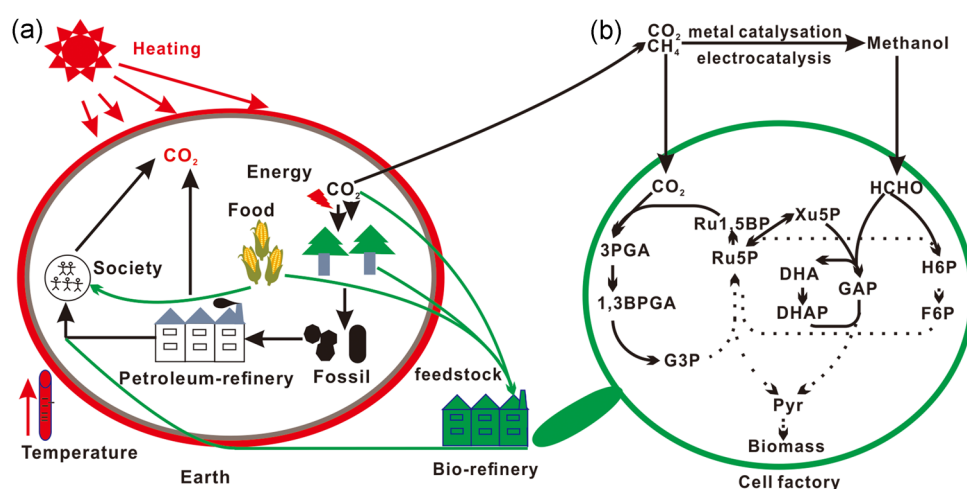 (a)
Heating
CO₂
Energy
CO₂
Food
Society
Petroleum-refinery
Fossil
feedstock
Temperature
Earth
Bio-refinery
(b)
CO₂
CH₄
metal catalysation
electrocatalysis
Methanol
CO₂
HCHO
Ru1,5BP
Xu5P
3PGA
Ru5P
DHA
GAP
H6P
1,3BPGA
DHAP
F6P
G3P
Pyr
Biomass
Cell factory